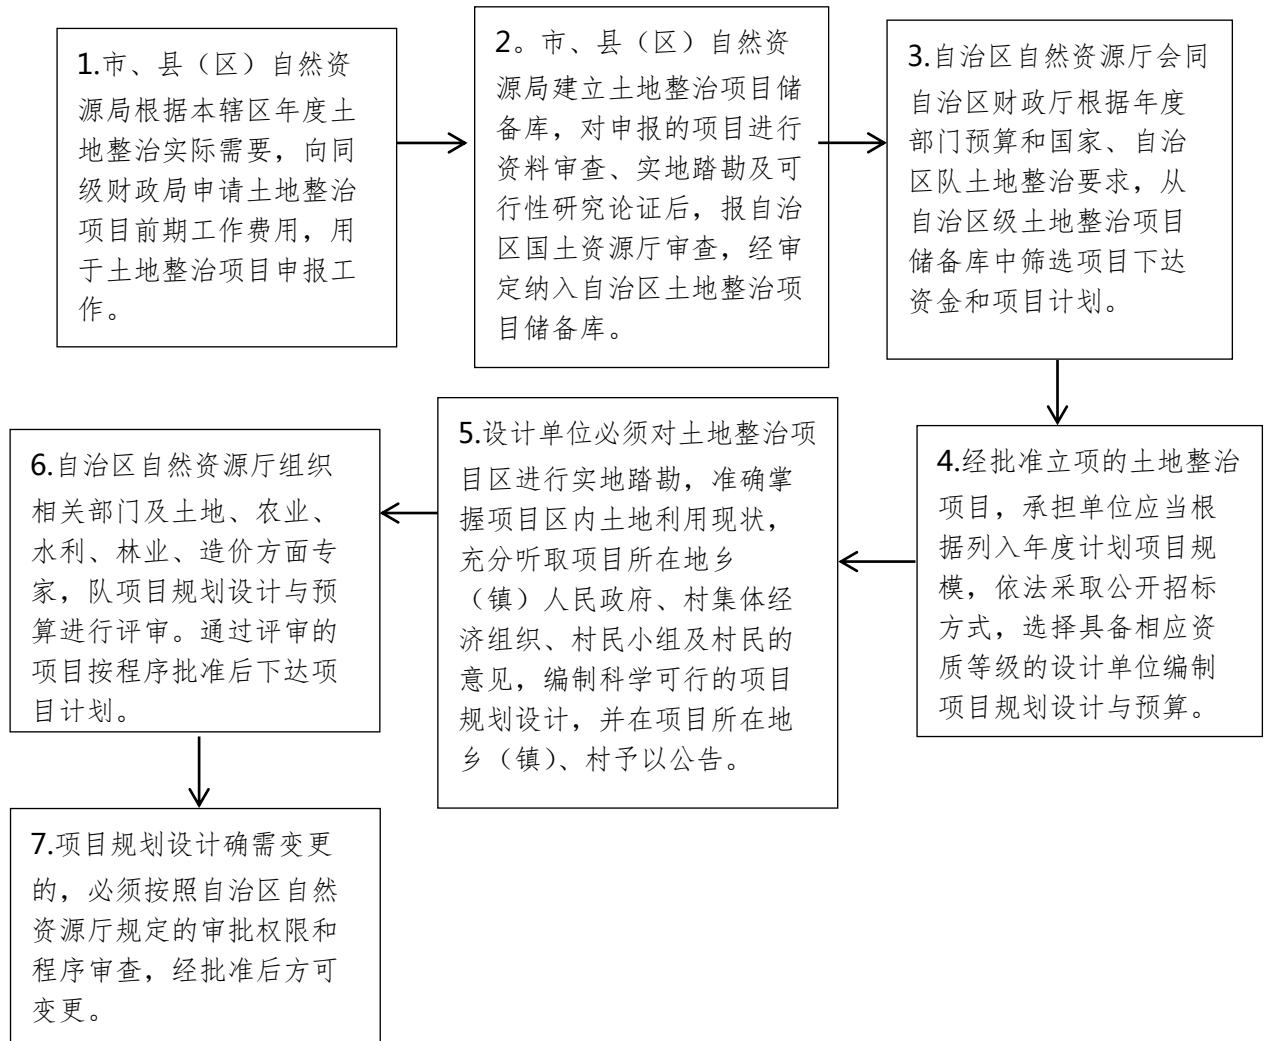 1.市、县（区）自然资
源局根据本辖区年度土
地整治实际需要，向同
级财政局申请土地整治
项目前期工作费用，用
于土地整治项目申报工
作。
2。市、县（区）自然资
源局建立土地整治项目储
备库，对申报的项目进行
资料审查、实地踏勘及可
行性研究论证后，报自治
区国土资源厅审查，经审
定纳入自治区土地整治项
目储备库。
3.自治区自然资源厅会同
自治区财政厅根据年度
部门预算和国家、自治
区队土地整治要求，从
自治区级土地整治项目
储备库中筛选项目下达
资金和项目计划。
4.经批准立项的土地整治
项目，承担单位应当根
据列入年度计划项目规
模，依法采取公开招标
方式，选择具备相应资
质等级的设计单位编制
项目规划设计与预算。
5.设计单位必须对土地整治项
目区进行实地踏勘，准确掌
握项目区内土地利用现状，
充分听取项目所在地乡
（镇）人民政府、村集体经
济组织、村民小组及村民的
意见，编制科学可行的项目
规划设计，并在项目所在地
乡（镇）、村予以公告。
6.自治区自然资源厅组织
相关部门及土地、农业、
水利、林业、造价方面专
家，队项目规划设计与预
算进行评审。通过评审的
项目按程序批准后下达项
目计划。
7.项目规划设计确需变更
的，必须按照自治区自然
资源厅规定的审批权限和
程序审查，经批准后方可
变更。